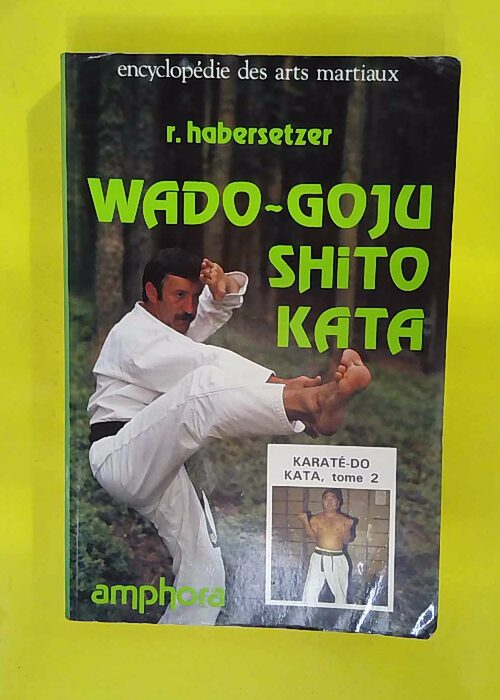 encyclopédie des arts martiaux
r. habersetzer
WADO-GOJU
SHiTO
KATA
KARATÉ-DO
KATA, tome 2
amphora